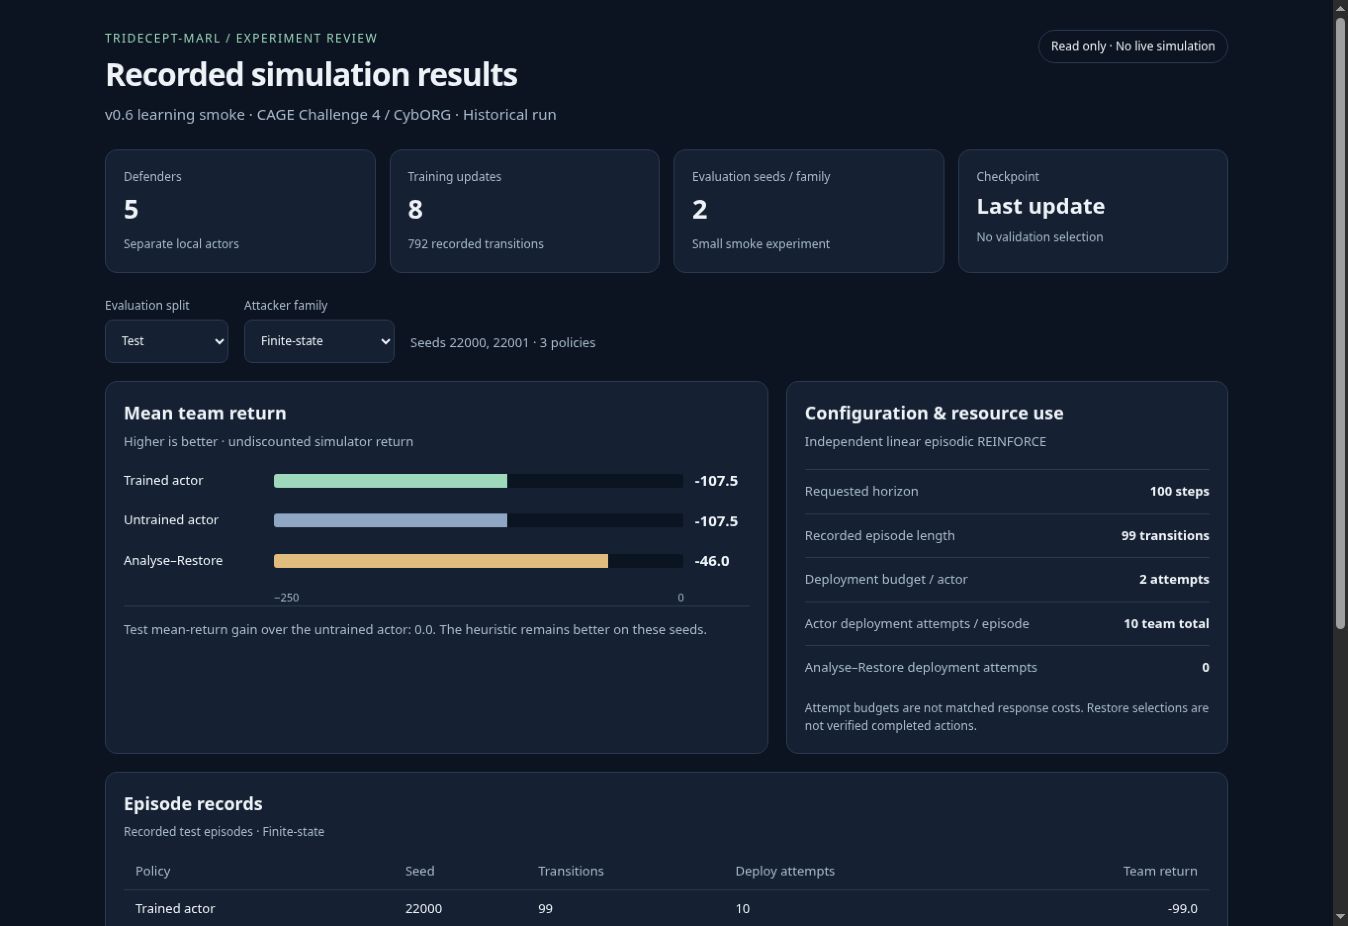 TRIDECEPT-MARL / EXPERIMENT REVIEW
Read only · No live simulation
Recorded simulation results
v0.6 learning smoke · CAGE Challenge 4 / CybORG · Historical run
Defenders
5
Separate local actors
Training updates
8
792 recorded transitions
Evaluation seeds / family
2
Small smoke experiment
Checkpoint
Last update
No validation selection
Evaluation split
Test
Attacker family
Finite-state
Seeds 22000, 22001 · 3 policies
Mean team return
Higher is better · undiscounted simulator return
Trained actor -107.5
Untrained actor -107.5
Analyse–Restore -46.0
−250 0
Test mean-return gain over the untrained actor: 0.0. The heuristic remains better on these seeds.
Configuration & resource use
Independent linear episodic REINFORCE
Requested horizon 100 steps
Recorded episode length 99 transitions
Deployment budget / actor 2 attempts
Actor deployment attempts / episode 10 team total
Analyse–Restore deployment attempts 0
Attempt budgets are not matched response costs. Restore selections are
not verified completed actions.
Episode records
Recorded test episodes · Finite-state
Policy Seed Transitions Deploy attempts Team return
Trained actor 22000 99 10 -99.0